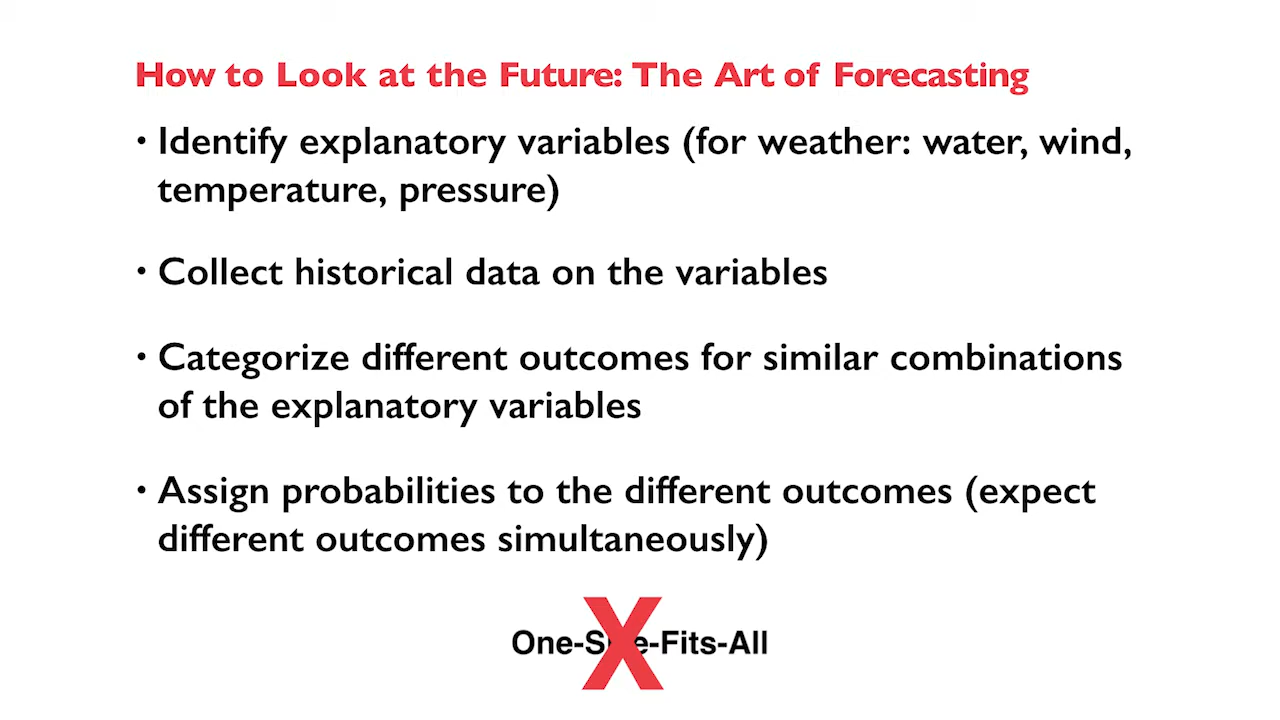 How to Look at the Future: The Art of Forecasting
• Identify explanatory variables (for weather: water, wind,
temperature, pressure)
• Collect historical data on the variables
• Categorize different outcomes for similar combinations
of the explanatory variables
• Assign probabilities to the different outcomes (expect
different outcomes simultaneously)
One-Size-Fits-All
X